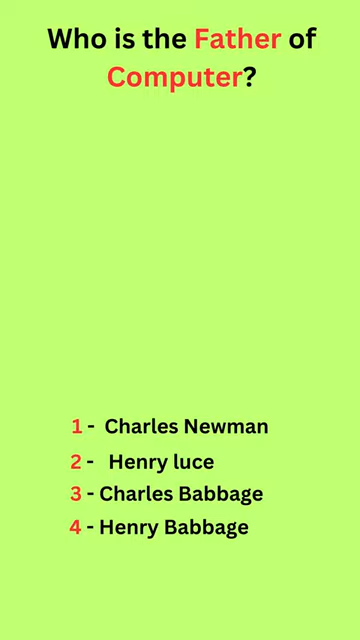 Who is the Father of
Computer?
1 - Charles Newman
2 - Henry luce
3 - Charles Babbage
4 - Henry Babbage